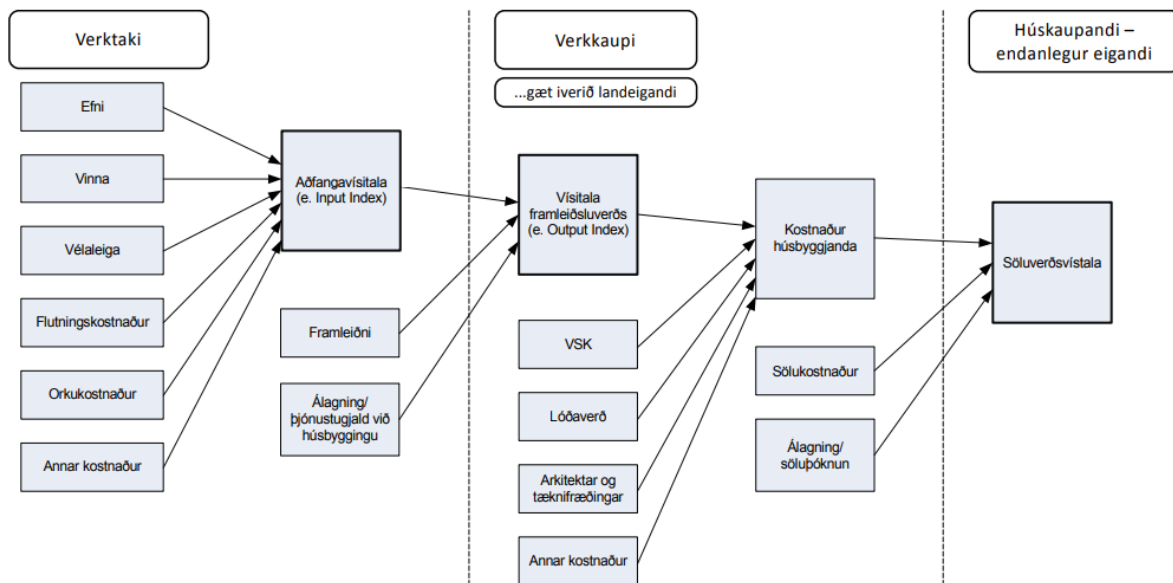 Verktaki
Efni
Vinna
Vélaleiga
Flutningskostnaður
Orkukostnaður
Annar kostnaður
Aðfangavísitala
(e. Input Index)
Framleiðni
Álagning/
þjónustugjald við
húsbyggingu
Verkkaupi
...gæt iverið landeigandi
Vísitala
framleiðsluverðs
(e. Output Index)
VSK
Lóðaverð
Arkitektar og
tæknifræðingar
Annar kostnaður
Kostnaður
húsbyggjanda
Sölukostnaður
Álagning/
söluþóknun
Húskaupandi –
endanlegur eigandi
Söluverðsvístala